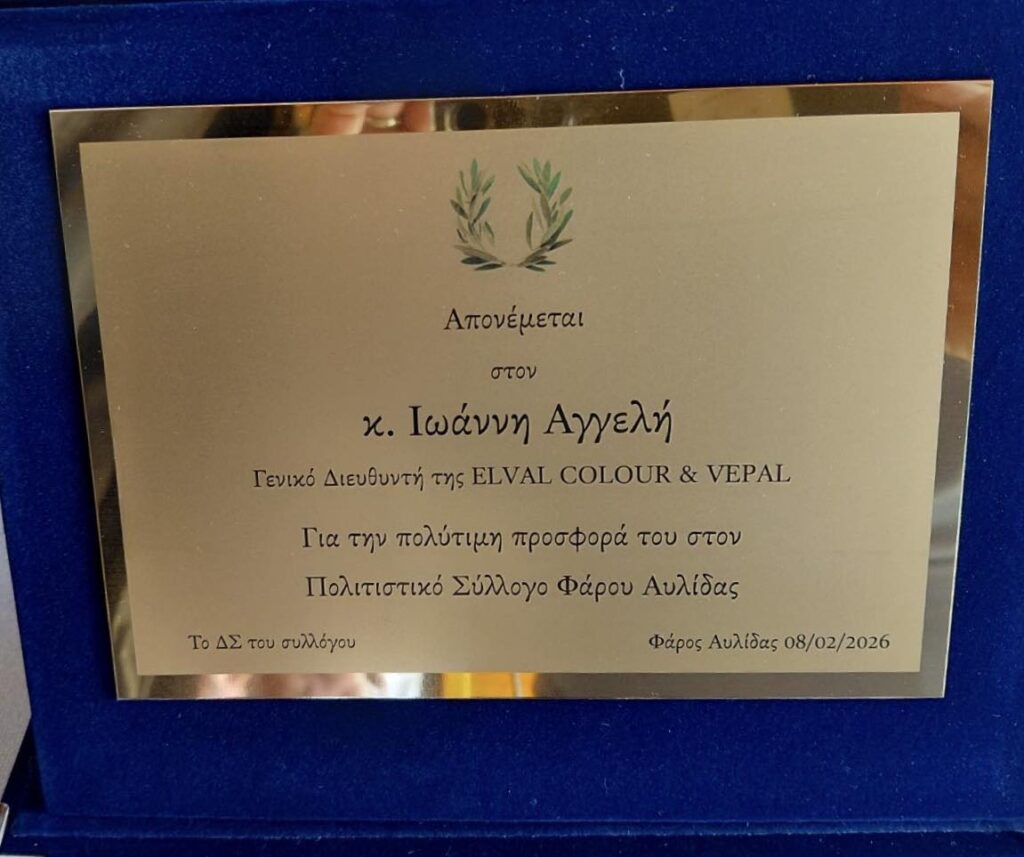 Απονέμεται
στον
κ. Ιωάννη Αγγελή
Γενικό Διευθυντή της ELVAL COLOUR & VEPAL
Για την πολύτιμη προσφορά του στον
Πολιτιστικό Σύλλογο Φάρου Αυλίδας
Το ΔΣ του συλλόγου
Φάρος Αυλίδας 08/02/2026